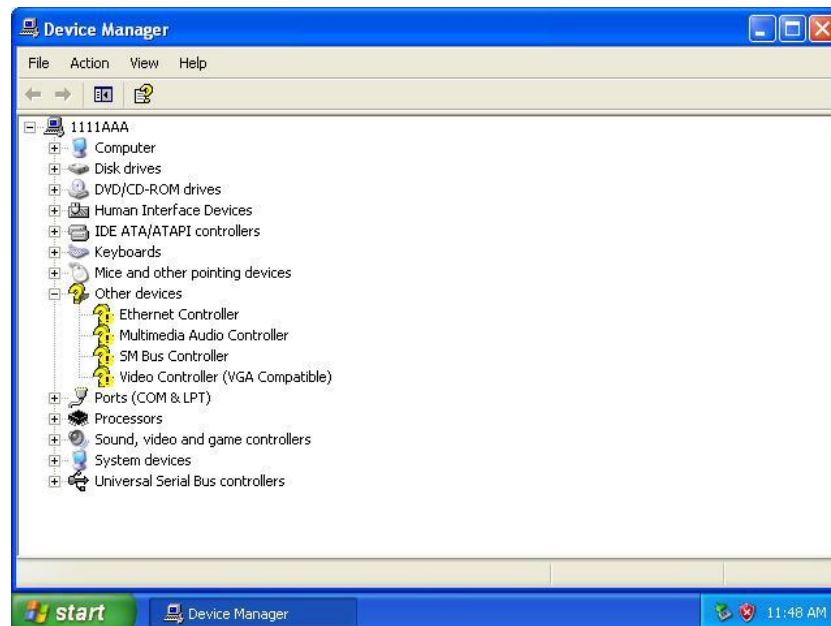 Device Manager
File Action View Help
1111AAA
Computer
Disk drives
DVD/CD-ROM drives
Human Interface Devices
IDE ATA/ATAPI controllers
Keyboards
Mice and other pointing devices
Other devices
Ethernet Controller
Multimedia Audio Controller
SM Bus Controller
Video Controller (VGA Compatible)
Ports (COM & LPT)
Processors
Sound, video and game controllers
System devices
Universal Serial Bus controllers
start Device Manager 11:48 AM